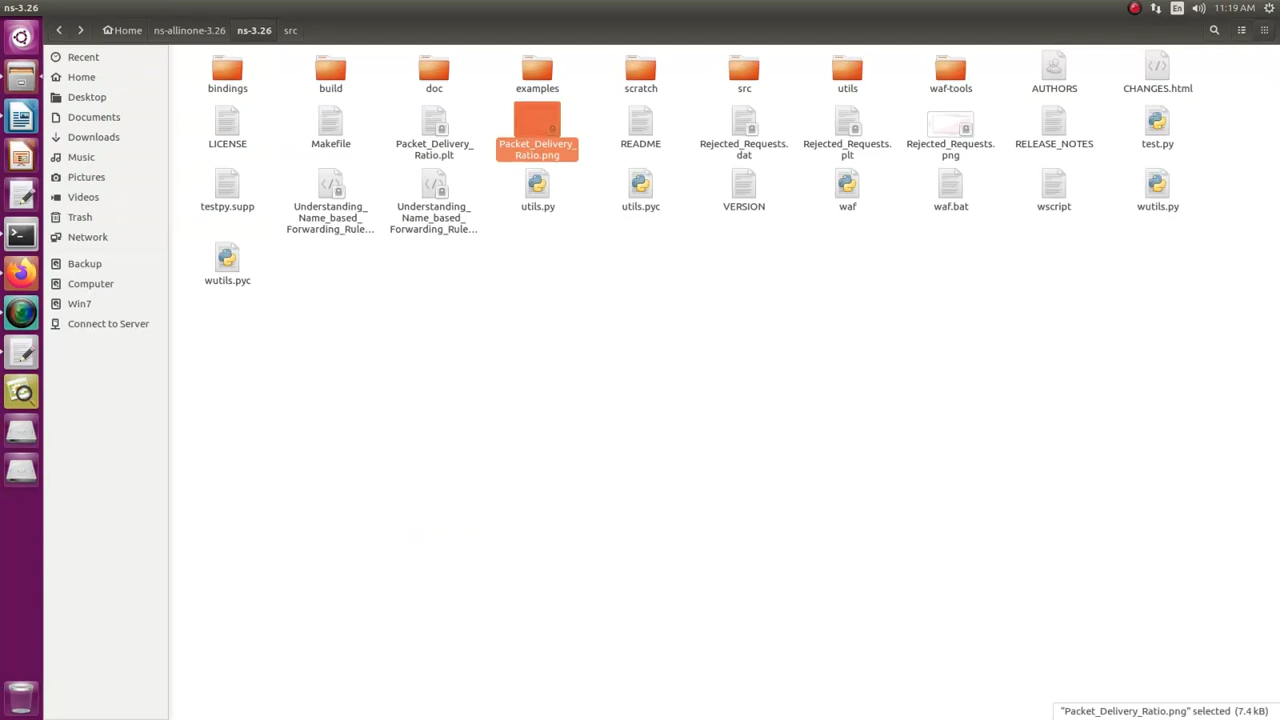 ns-3.26
En
11:19 AM
Home
ns-allinone-3.26
ns-3.26
src
Recent
Home
Desktop
Documents
Downloads
Music
Pictures
Videos
Trash
Network
Backup
Computer
Win7
Connect to Server
bindings
build
doc
examples
scratch
src
utils
waf-tools
AUTHORS
CHANGES.html
LICENSE
Makefile
Packet_Delivery_
Ratio.plt
Packet_Delivery_
Ratio.png
README
Rejected_Requests.
dat
Rejected_Requests.
plt
Rejected_Requests.
png
RELEASE_NOTES
test.py
testpy.supp
Understanding_
Name_based_
Forwarding_Rule...
Understanding_
Name_based_
Forwarding_Rule...
utils.py
utils.pyc
VERSION
waf
waf.bat
wscript
wutils.py
wutils.pyc
"Packet_Delivery_Ratio.png" selected (7.4 kB)